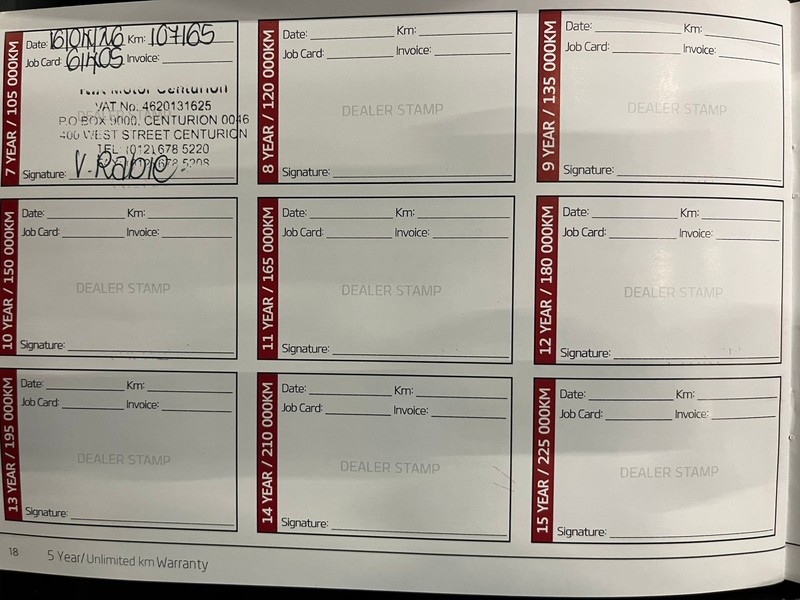 7 YEAR / 105 000KM
Date: Km: 107165
Job Card: Invoice:
Motor Centurion
VAT No. 4620131625
P.O BOX 9000, CENTURION 0046
400 WEST STREET CENTURION
TEL: (012) 678 5220
678 5208
Signature: V. Rabie
8 YEAR / 120 000KM
Date: Km:
Job Card: Invoice:
DEALER STAMP
Signature:
9 YEAR / 135 000KM
Date: Km:
Job Card: Invoice:
DEALER STAMP
Signature:
10 YEAR / 150 000KM
Date: Km:
Job Card: Invoice:
DEALER STAMP
Signature:
11 YEAR / 165 000KM
Date: Km:
Job Card: Invoice:
DEALER STAMP
Signature:
12 YEAR / 180 000KM
Date: Km:
Job Card: Invoice:
DEALER STAMP
Signature:
13 YEAR / 195 000KM
Date: Km:
Job Card: Invoice:
DEALER STAMP
Signature:
14 YEAR / 210 000KM
Date: Km:
Job Card: Invoice:
DEALER STAMP
Signature:
15 YEAR / 225 000KM
Date: Km:
Job Card: Invoice:
DEALER STAMP
Signature:
18 5 Year/Unlimited km Warranty